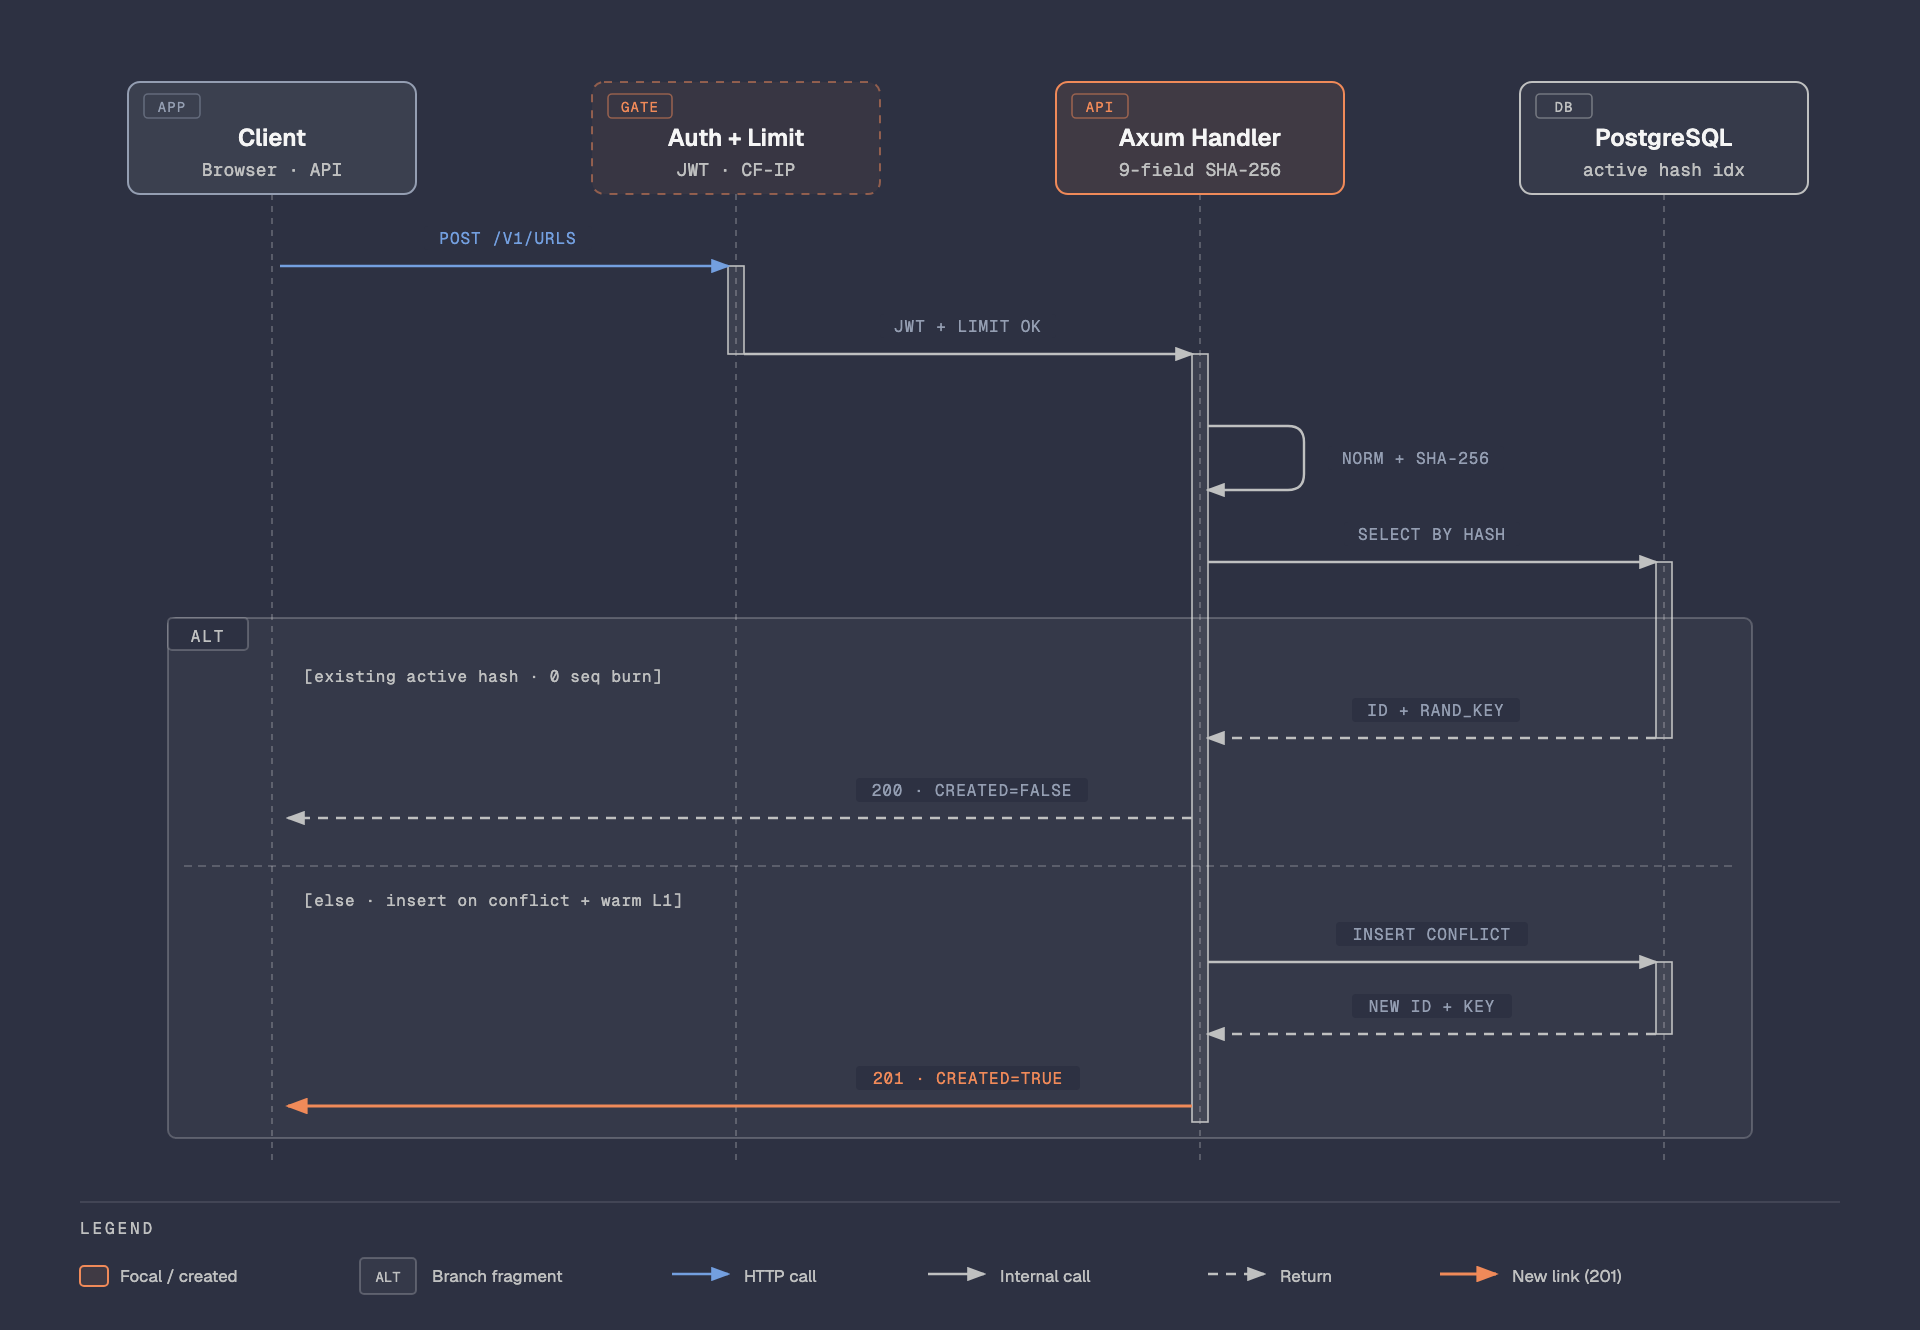 APP
Client
Browser · API
GATE
Auth + Limit
JWT · CF-IP
API
Axum Handler
9-field SHA-256
DB
PostgreSQL
active hash idx
POST /V1/URLS
JWT + LIMIT OK
NORM + SHA-256
SELECT BY HASH
ALT
[existing active hash · 0 seq burn]
ID + RAND_KEY
200 · CREATED=FALSE
[else · insert on conflict + warm L1]
INSERT CONFLICT
NEW ID + KEY
201 · CREATED=TRUE
LEGEND
Focal / created
ALT
Branch fragment
HTTP call
Internal call
Return
New link (201)